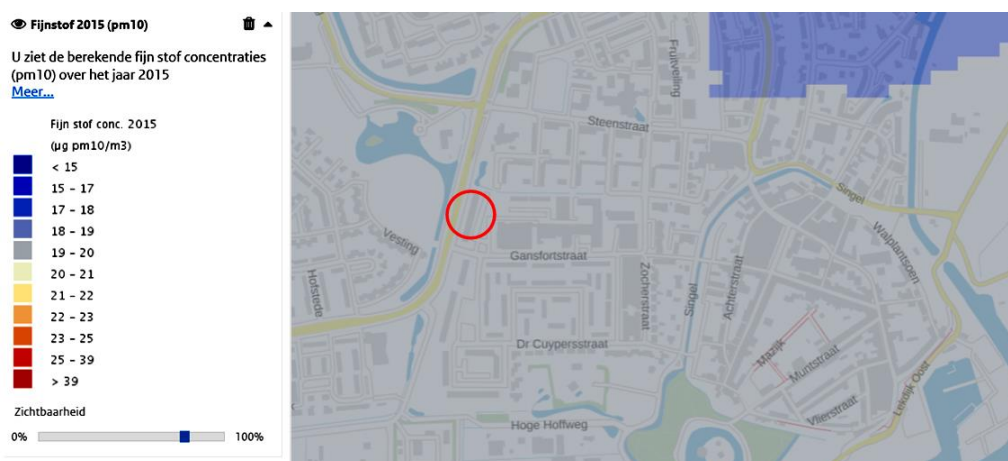 Fijnstof 2015 (pm10)
U ziet de berekende fijn stof concentraties
(pm10) over het jaar 2015
Meer...
Fijn stof conc. 2015
(µg pm10/m3)
< 15
15 - 17
17 - 18
18 - 19
19 - 20
20 - 21
21 - 22
22 - 23
23 - 25
25 - 39
> 39
Zichtbaarheid
0%
100%
Fruitveiling
Steenstraat
Singel
Walplantsoen
Vesting
Gansfortstraat
Hofstede
Zocherstraat
Singel
Achterstraat
Dr Cuypersstraat
Mazijk
Muntstraat
Lekdijk Oost
Vlierstraat
Hoge Hoffweg